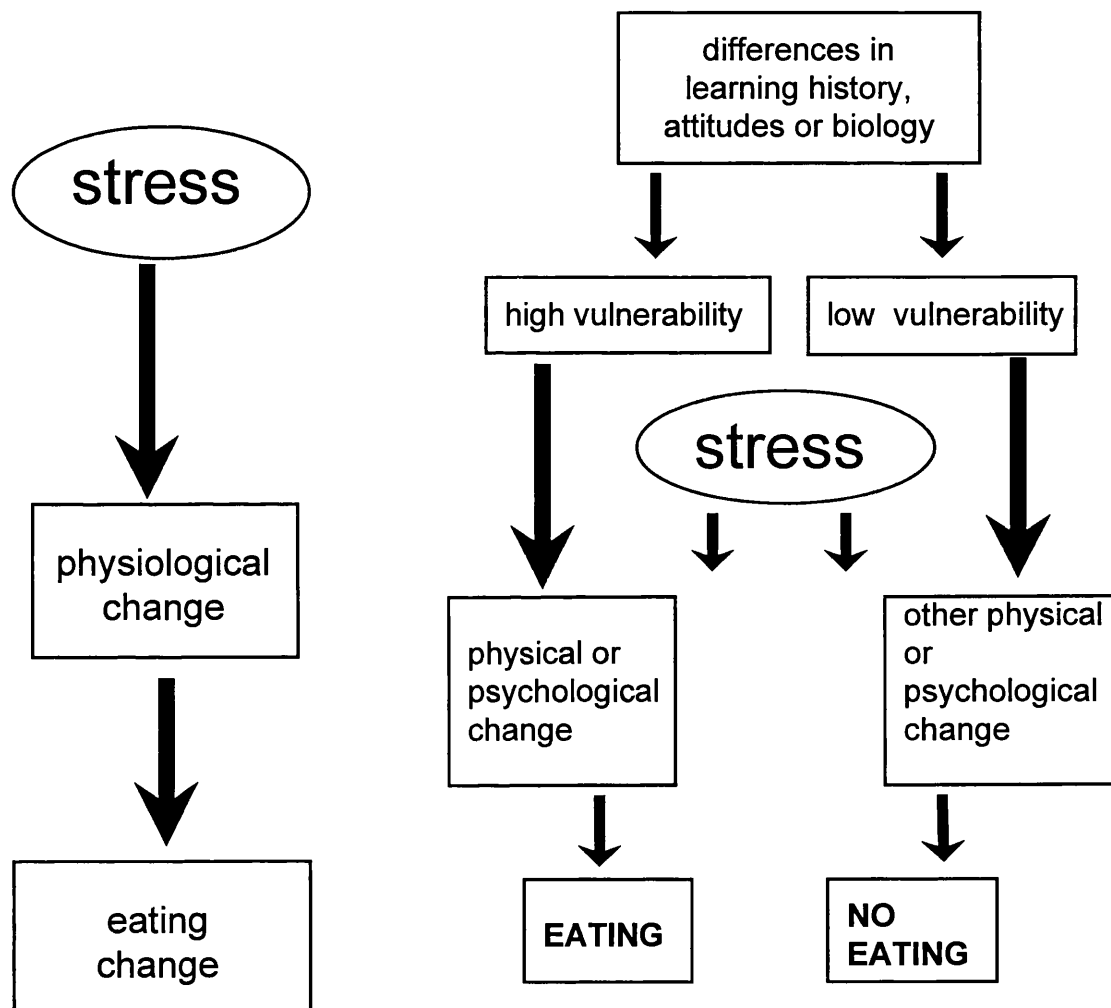 stress
physiological
change
eating
change
differences in
learning history,
attitudes or biology
high vulnerability
low vulnerability
stress
physical or
psychological
change
other physical
or
psychological
change
EATING
NO
EATING